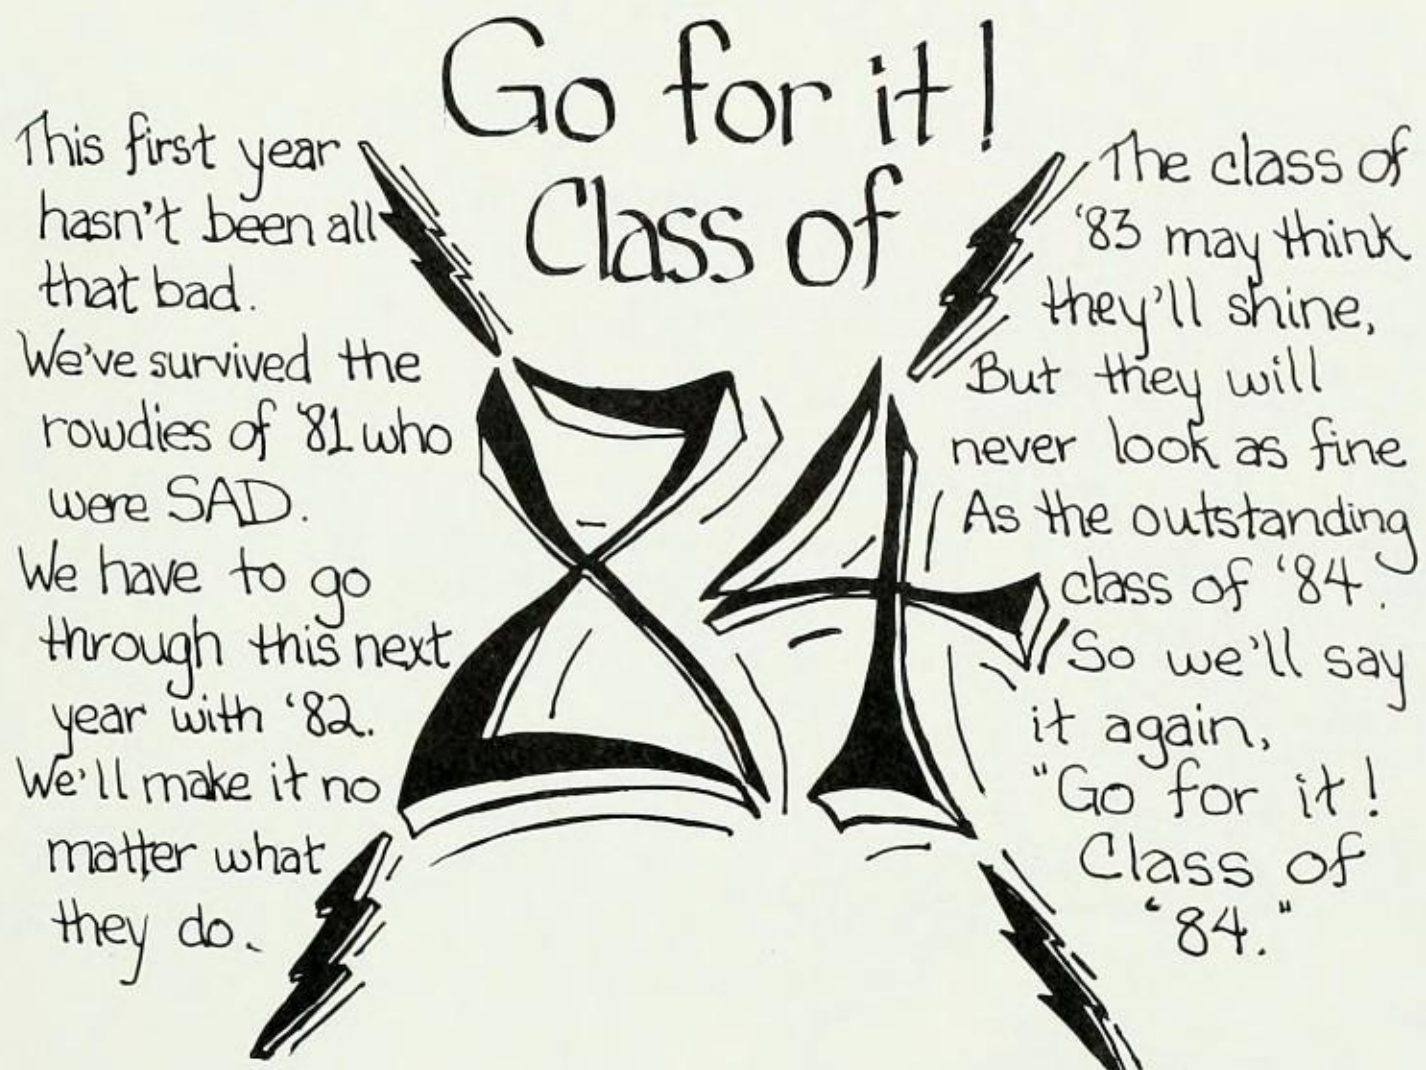 Go for it!
Class of
84
This first year
hasn't been all
that bad.
We've survived the
rowdies of '81 who
were SAD.
We have to go
through this next
year with '82.
We'll make it no
matter what
they do.
The class of
'83 may think
they'll shine,
But they will
never look as fine
As the outstanding
class of '84.
So we'll say
it again,
"Go for it!
Class of
'84."